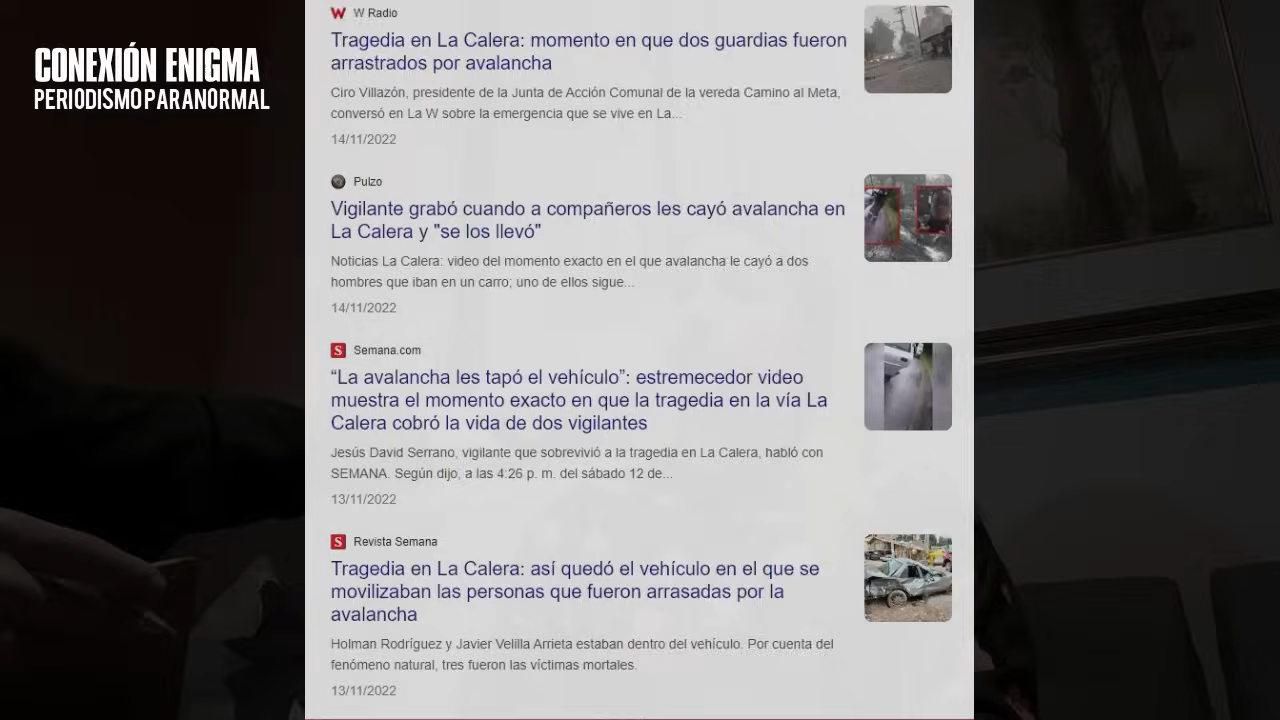 CONEXIÓN ENIGMA
PERIODISMO PARANORMAL
W W Radio
Tragedia en La Calera: momento en que dos guardias fueron
arrastrados por avalancha
Ciro Villazón, presidente de la Junta de Acción Comunal de la vereda Camino al Meta,
conversó en La W sobre la emergencia que se vive en La...
14/11/2022
Pulzo
Vigilante grabó cuando a compañeros les cayó avalancha en
La Calera y "se los llevó"
Noticias La Calera: video del momento exacto en el que avalancha le cayó a dos
hombres que iban en un carro; uno de ellos sigue...
14/11/2022
S Semana.com
“La avalancha les tapó el vehículo”: estremecedor video
muestra el momento exacto en que la tragedia en la vía La
Calera cobró la vida de dos vigilantes
Jesús David Serrano, vigilante que sobrevivió a la tragedia en La Calera, habló con
SEMANA. Según dijo, a las 4:26 p. m. del sábado 12 de...
13/11/2022
S Revista Semana
Tragedia en La Calera: así quedó el vehículo en el que se
movilizaban las personas que fueron arrasadas por la
avalancha
Holman Rodríguez y Javier Velilla Arrieta estaban dentro del vehículo. Por cuenta del
fenómeno natural, tres fueron las víctimas mortales.
13/11/2022